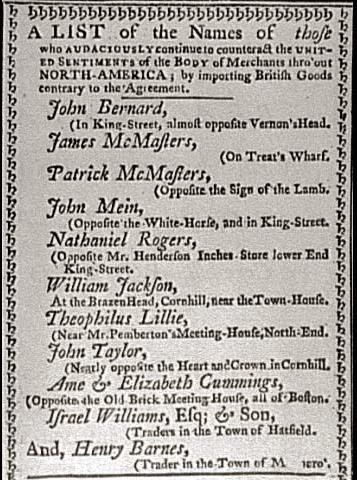 A LIST of the Names of those
who AUDACIOUSLY continue to counteract the UNIT-
ED SENTIMENTS of the BODY of Merchants thro'out
NORTH-AMERICA; by importing British Goods
contrary to the Agreement.
John Bernard,
(In King-Street, almost opposite Vernon's Head.
James McMasters,
(On Treat's Wharf.
Patrick McMasters,
(Opposite the Sign of the Lamb.
John Mein,
(Opposite the White-Horse, and in King-Street.
Nathaniel Rogers,
(Opposite Mr. Henderson Inches Store lower End
King-Street.
William Jackson,
At the Brazen Head, Cornhill, near the Town-House.
Theophilus Lillie,
(Near Mr. Pemberton's Meeting-House, North-End.
John Taylor,
(Nearly opposite the Heart and Crown in Cornhill.
Ame & Elizabeth Cummings,
(Opposite the Old Brick Meeting House, all of Boston.
Israel Williams, Esq; & Son,
(Traders in the Town of Hatfield.
And, Henry Barnes,
(Trader in the Town of